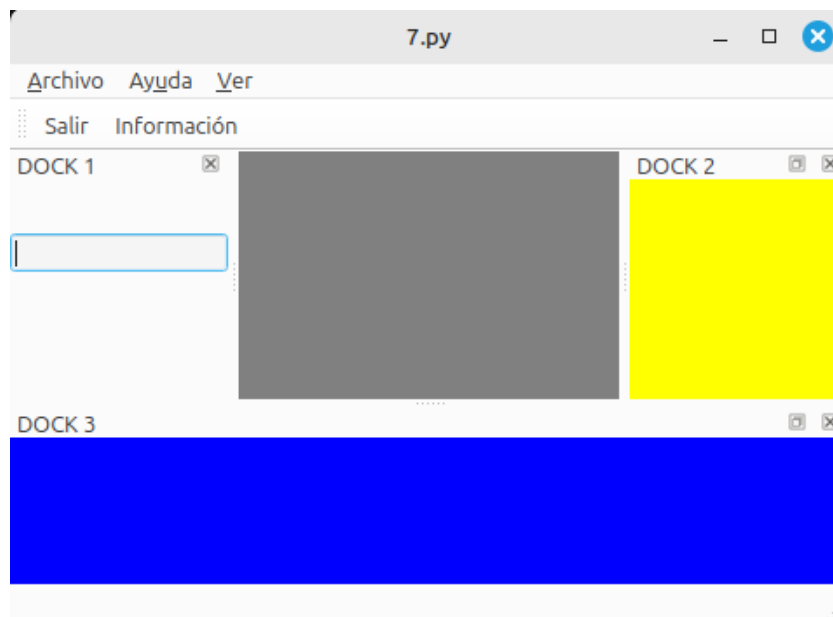 7.py
Archivo Ayuda Ver
Salir Información
DOCK 1
DOCK 2
DOCK 3